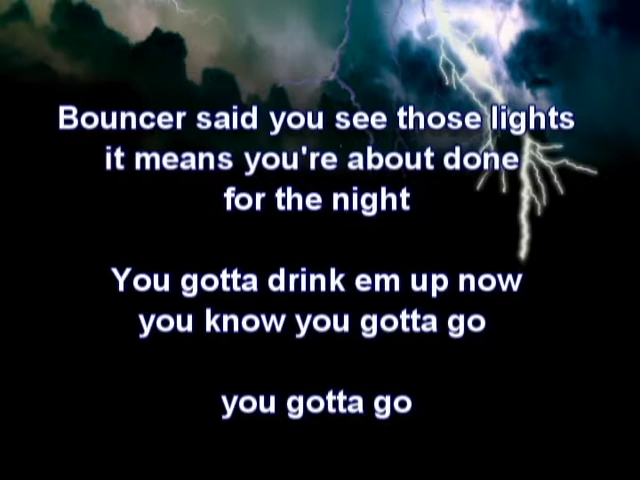 Bouncer said you see those lights
it means you're about done
for the night
You gotta drink em up now
you know you gotta go
you gotta go